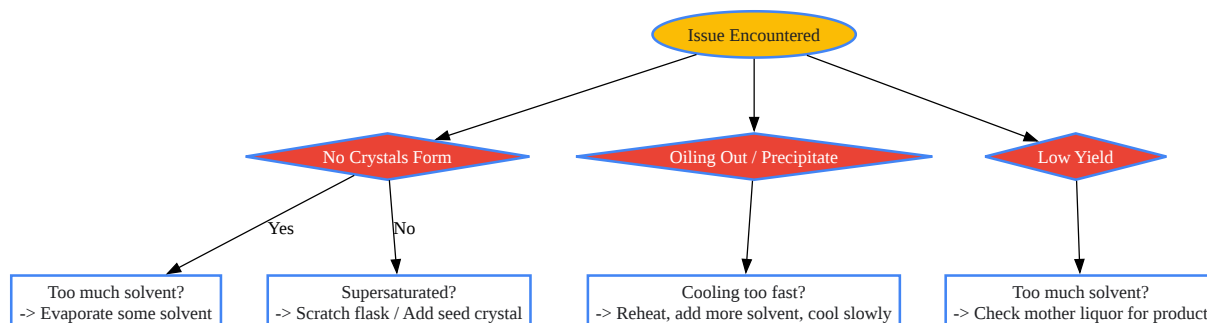 Issue Encountered
No Crystals Form
Oiling Out / Precipitate
Low Yield
Yes
No
Too much solvent?
-> Evaporate some solvent
Supersaturated?
-> Scratch flask / Add seed crystal
Cooling too fast?
-> Reheat, add more solvent, cool slowly
Too much solvent?
-> Check mother liquor for product